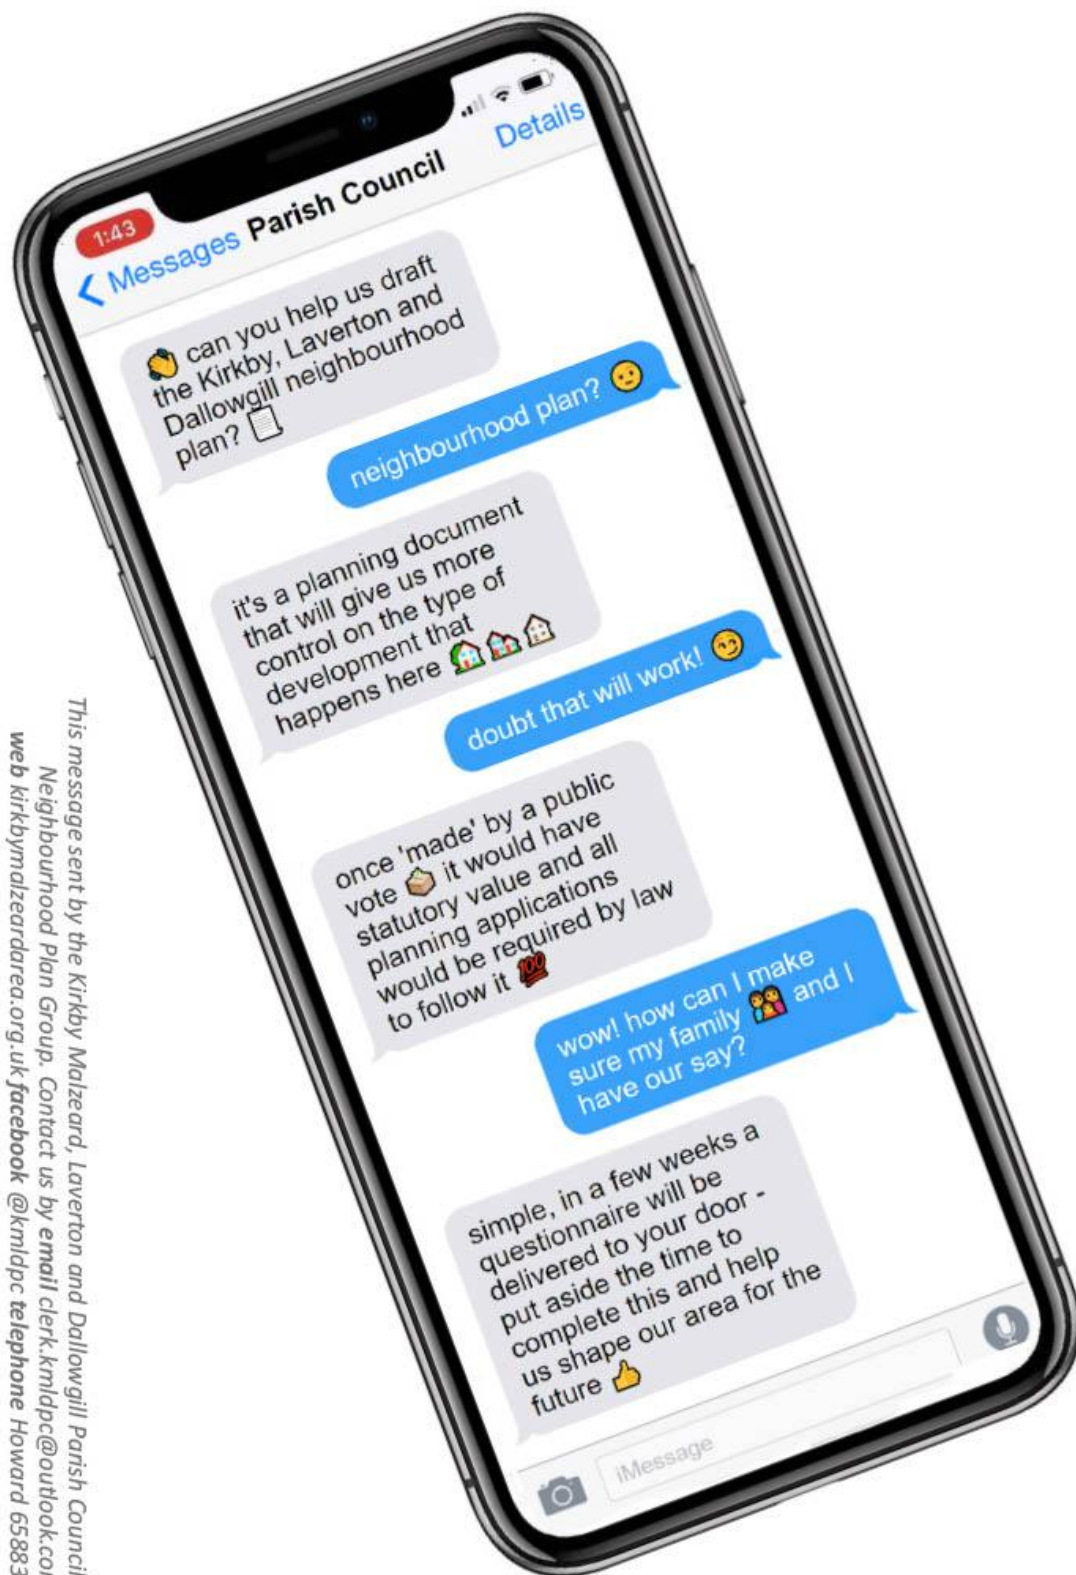 1:43
Messages Parish Council Details
👏 can you help us draft
the Kirkby, Laverton and
Dallowgill neighbourhood
plan? 📃
neighbourhood plan? 🤨
it's a planning document
that will give us more
control on the type of
development that
happens here 🏡🏘🏠
doubt that will work! 😏
once 'made' by a public
vote 🗳 it would have
statutory value and all
planning applications
would be required by law
to follow it 💯
wow! how can I make
sure my family 👪 and I
have our say?
simple, in a few weeks a
questionnaire will be
delivered to your door -
put aside the time to
complete this and help
us shape our area for the
future 👍
iMessage
This message sent by the Kirkby Malzeard, Laverton and Dallowgill Parish Council
Neighbourhood Plan Group. Contact us by email clerk.kmldpc@outlook.co
web kirkbymalzeardarea.org.uk facebook @kmldpc telephone Howard 65883